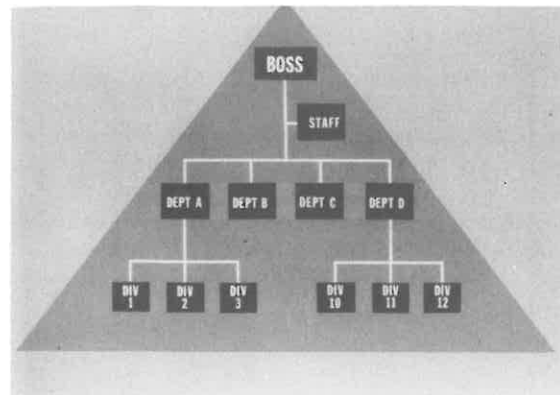 BOSS
STAFF
DEPT A
DEPT B
DEPT C
DEPT D
DIV
1
DIV
2
DIV
3
DIV
10
DIV
11
DIV
12